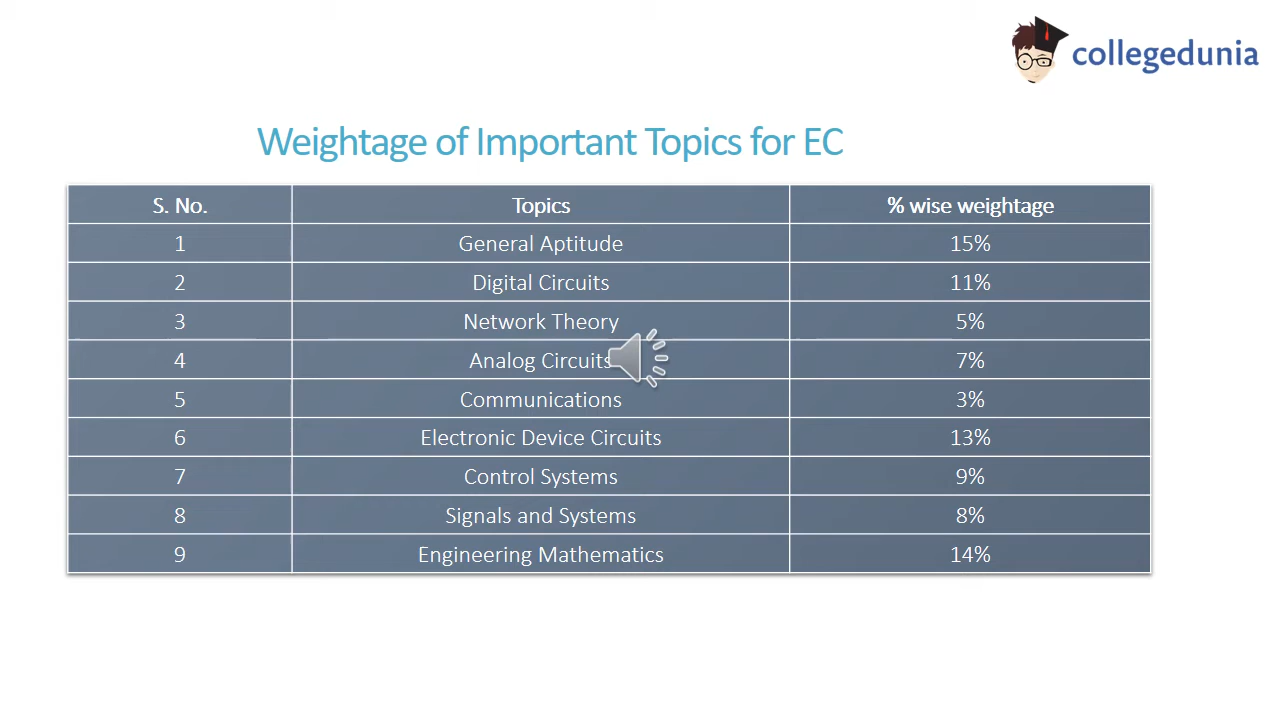 collegedunia
Weightage of Important Topics for EC
S. No. Topics % wise weightage
1 General Aptitude 15%
2 Digital Circuits 11%
3 Network Theory 5%
4 Analog Circuits 7%
5 Communications 3%
6 Electronic Device Circuits 13%
7 Control Systems 9%
8 Signals and Systems 8%
9 Engineering Mathematics 14%